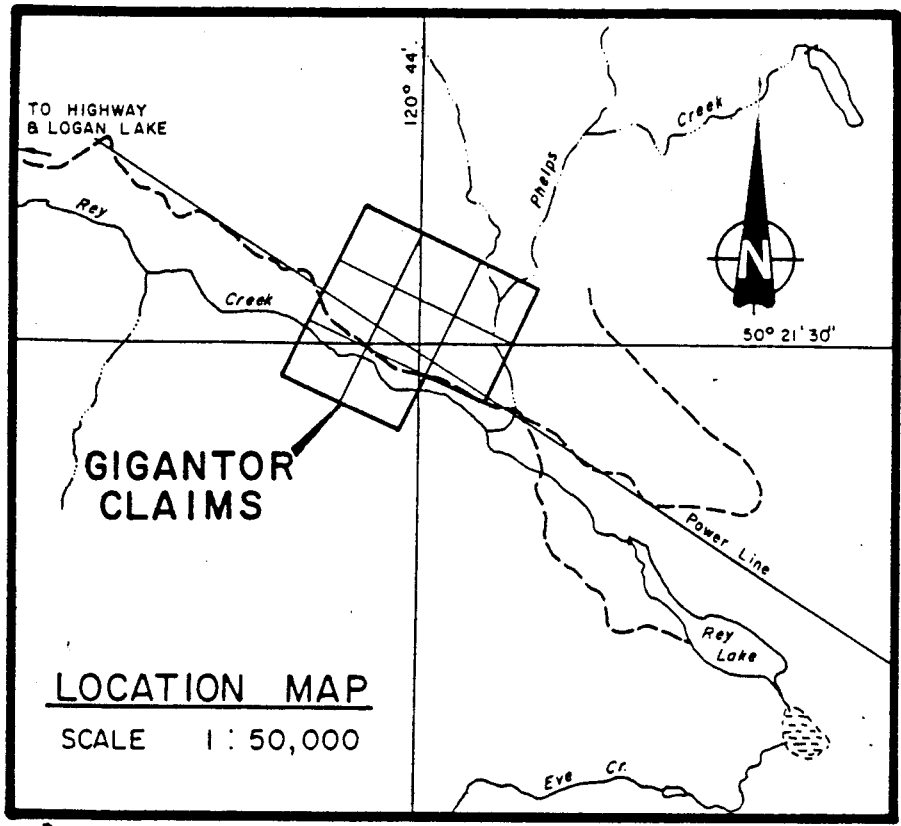 TO HIGHWAY
& LOGAN LAKE
120° 44'
Phelps
Creek
Rey
Creek
N
50° 21' 30"
GIGANTOR
CLAIMS
Power Line
Rey
Lake
LOCATION MAP
SCALE 1 : 50,000
Eve Cr.